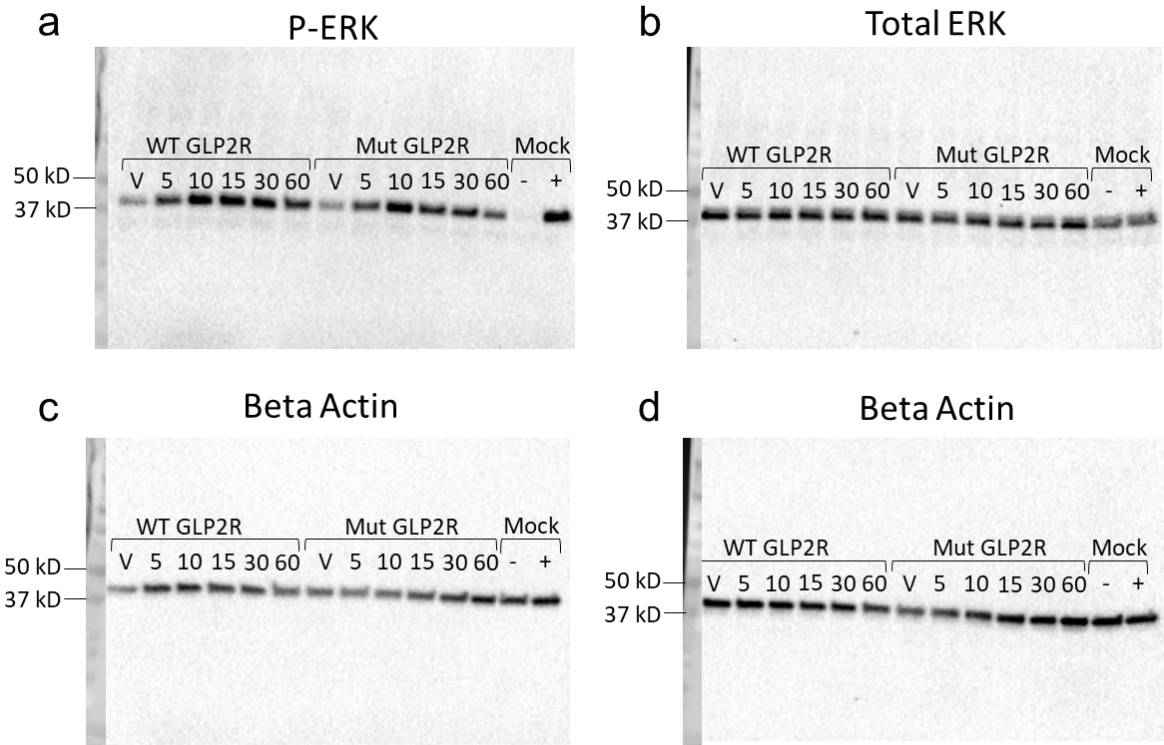 a
P-ERK
WT GLP2R Mut GLP2R Mock
50 kD V 5 10 15 30 60 V 5 10 15 30 60 - +
37 kD
b
Total ERK
WT GLP2R Mut GLP2R Mock
50 kD V 5 10 15 30 60 V 5 10 15 30 60 - +
37 kD
c
Beta Actin
WT GLP2R Mut GLP2R Mock
50 kD V 5 10 15 30 60 V 5 10 15 30 60 - +
37 kD
d
Beta Actin
WT GLP2R Mut GLP2R Mock
50 kD V 5 10 15 30 60 V 5 10 15 30 60 - +
37 kD